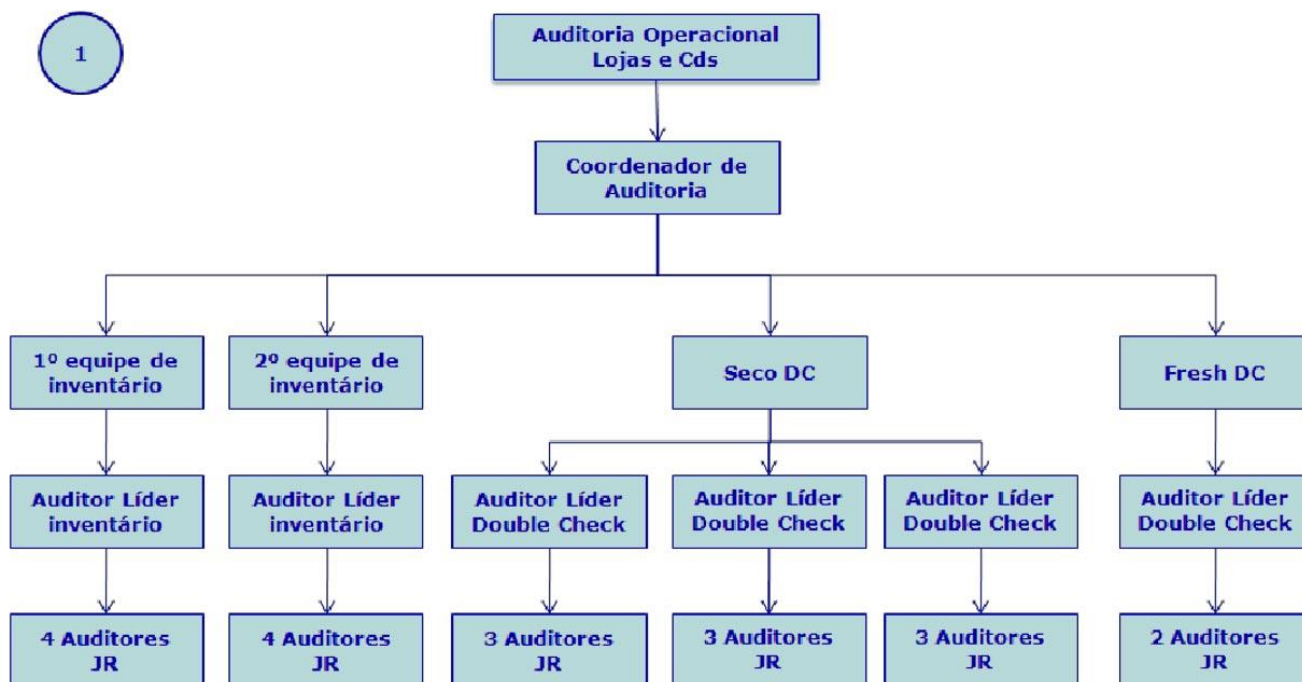 1
Auditoria Operacional
Lojas e Cds
Coordenador de
Auditoria
1º equipe de
inventário
2º equipe de
inventário
Seco DC
Fresh DC
Auditor Líder
inventário
Auditor Líder
inventário
Auditor Líder
Double Check
Auditor Líder
Double Check
Auditor Líder
Double Check
Auditor Líder
Double Check
4 Auditores
JR
4 Auditores
JR
3 Auditores
JR
3 Auditores
JR
3 Auditores
JR
2 Auditores
JR